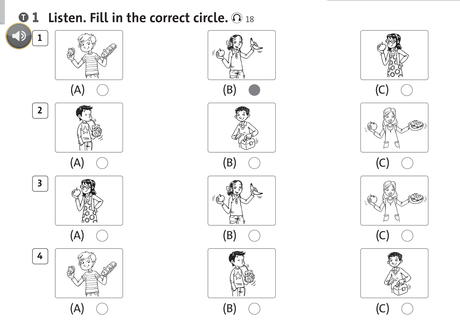 T 1 Listen. Fill in the correct circle. 18
1
(A) (B) (C)
2
(A) (B) (C)
3
(A) (B) (C)
4
(A) (B) (C)